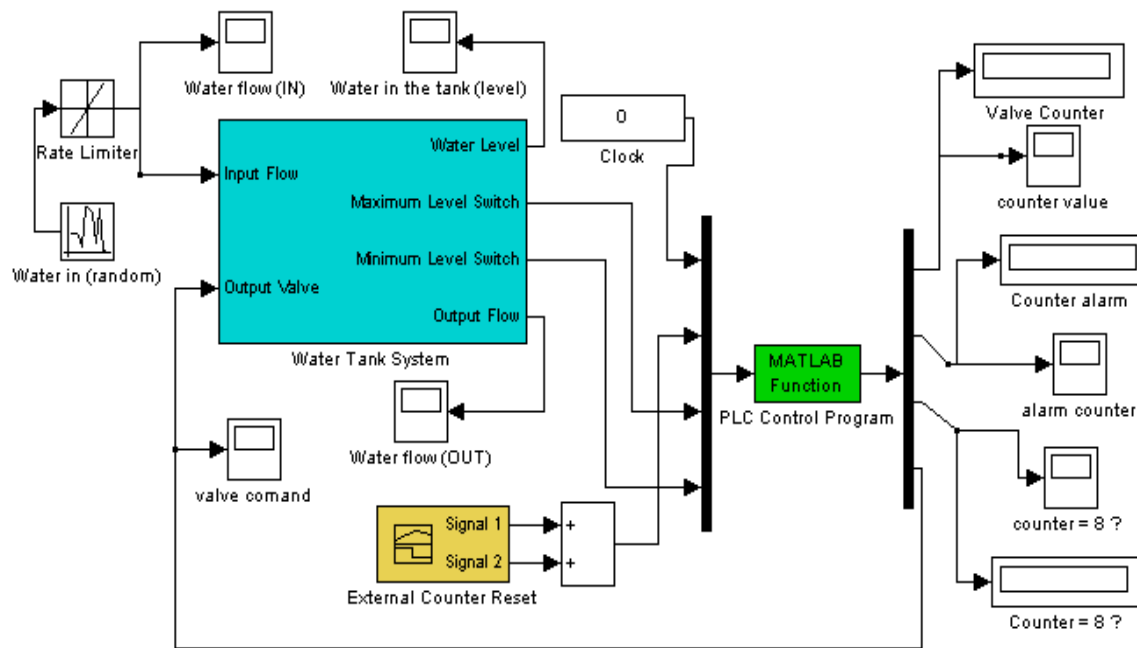 Water flow (IN)
Water in the tank (level)
Rate Limiter
Water in (random)
Input Flow
Output Valve
Water Level
Maximum Level Switch
Minimum Level Switch
Output Flow
Water Tank System
0
Clock
Water flow (OUT)
valve comand
Signal 1
Signal 2
External Counter Reset
+
+
MATLAB
Function
PLC Control Program
Valve Counter
counter value
Counter alarm
alarm counter
counter = 8 ?
Counter = 8 ?